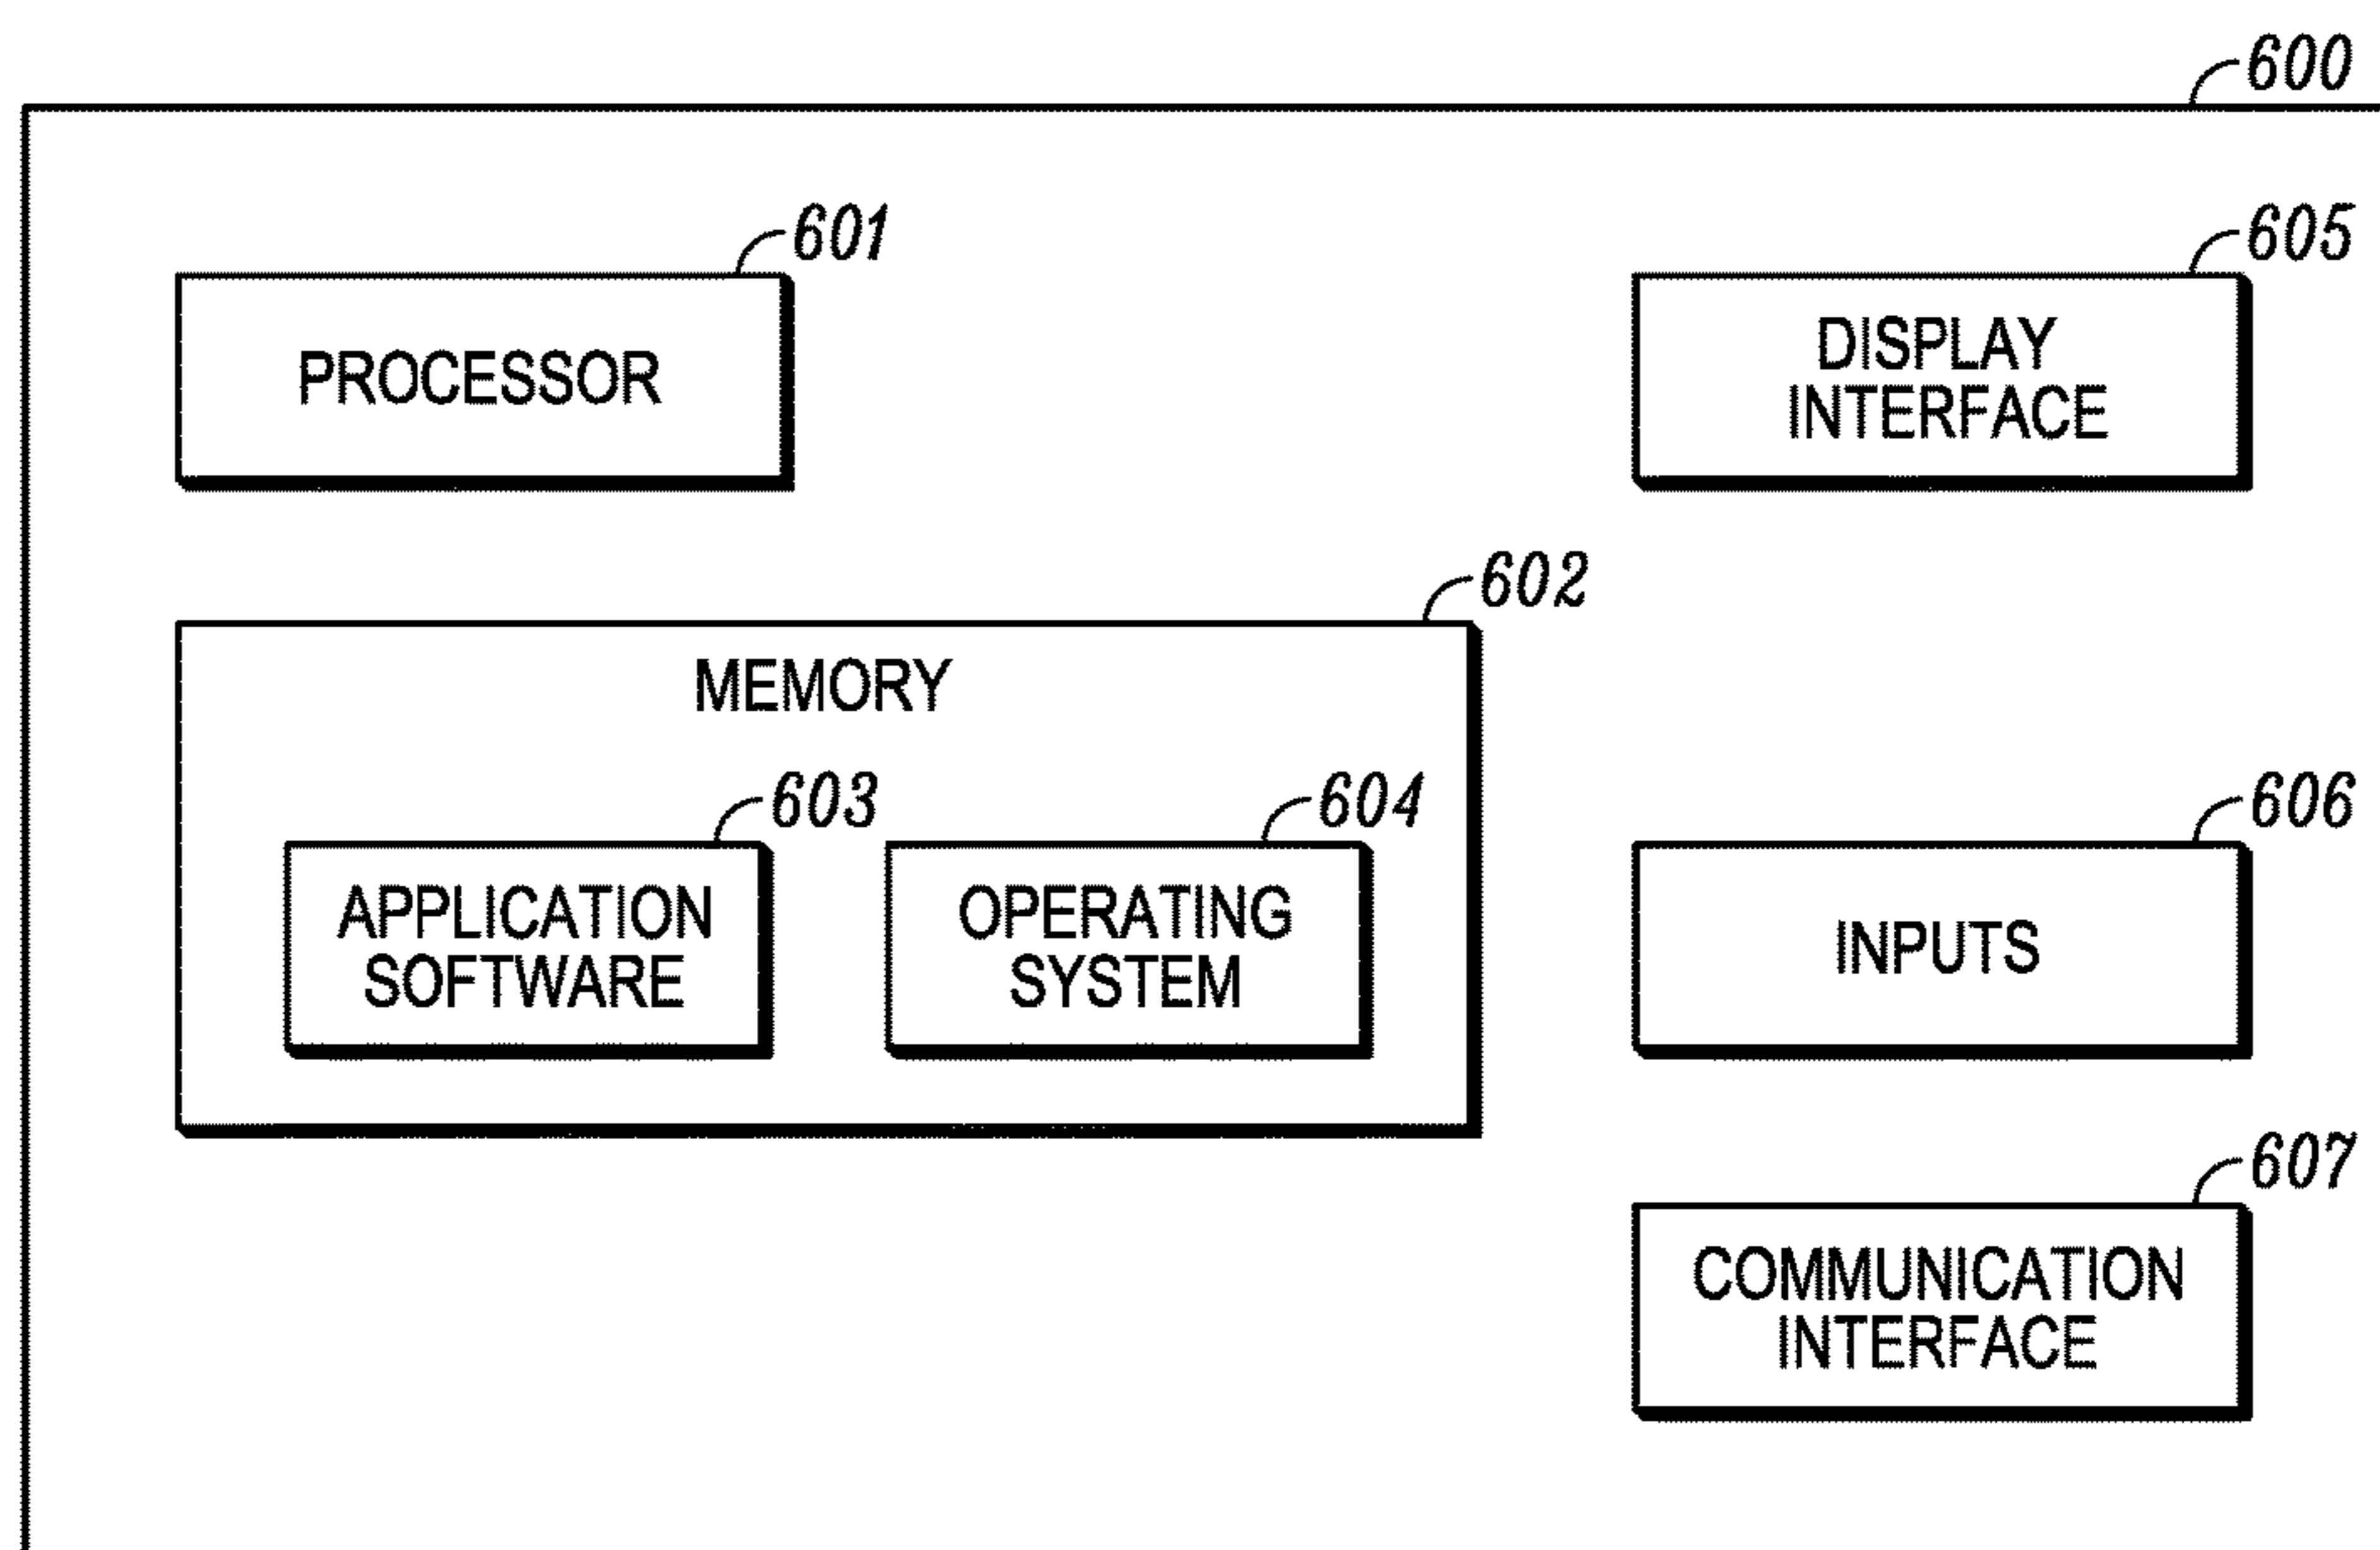 600
601
PROCESSOR
605
DISPLAY
INTERFACE
602
MEMORY
603
APPLICATION
SOFTWARE
604
OPERATING
SYSTEM
606
INPUTS
607
COMMUNICATION
INTERFACE